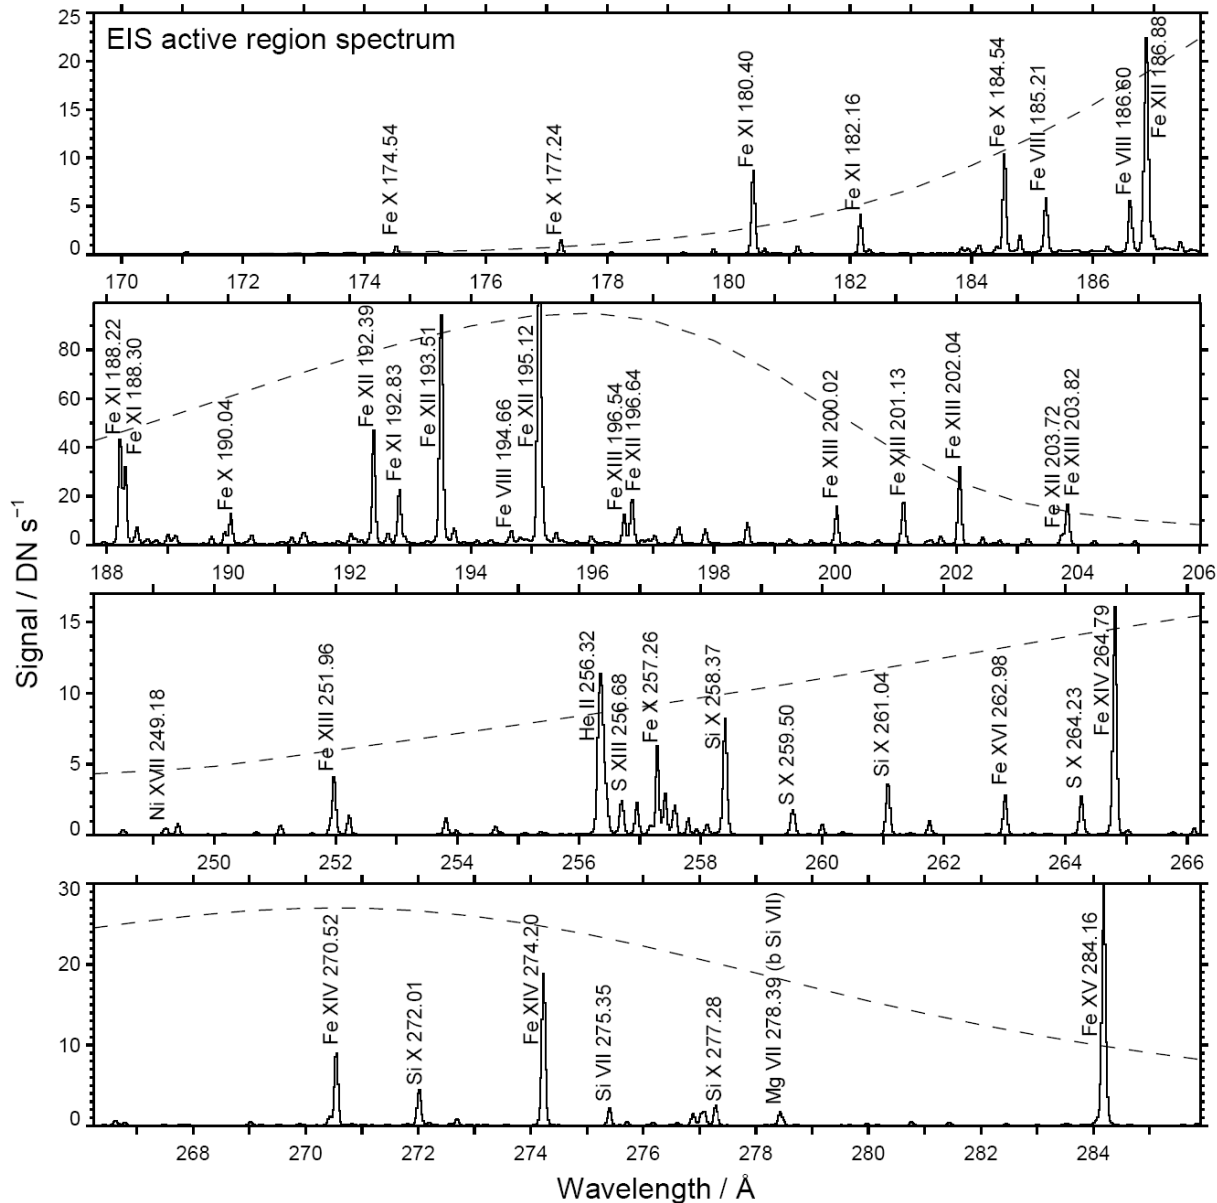 EIS active region spectrum
25
20
15
10
5
0
Fe X 174.54
Fe X 177.24
Fe XI 180.40
Fe XI 182.16
Fe X 184.54
Fe VIII 185.21
Fe VIII 186.60
Fe XII 186.88
170 172 174 176 178 180 182 184 186
80
60
40
20
0
Fe XI 188.22
Fe XI 188.30
Fe X 190.04
Fe XII 192.39
Fe XI 192.83
Fe XII 193.51
Fe VIII 194.66
Fe XII 195.12
Fe XIII 196.54
Fe XII 196.64
Fe XIII 200.02
Fe XIII 201.13
Fe XIII 202.04
Fe XII 203.72
Fe XIII 203.82
188 190 192 194 196 198 200 202 204 206
15
10
5
0
Ni XVII 249.18
Fe XIII 251.96
He II 256.32
S XIII 256.68
Fe X 257.26
Si X 258.37
S X 259.50
Si X 261.04
Fe XVI 262.98
S X 264.23
Fe XIV 264.79
250 252 254 256 258 260 262 264 266
30
20
10
0
Fe XIV 270.52
Si X 272.01
Fe XIV 274.20
Si VII 275.35
Si X 277.28
Mg VII 278.39 (b Si VII)
Fe XV 284.16
268 270 272 274 276 278 280 282 284
Signal / DN s⁻¹
Wavelength / Å